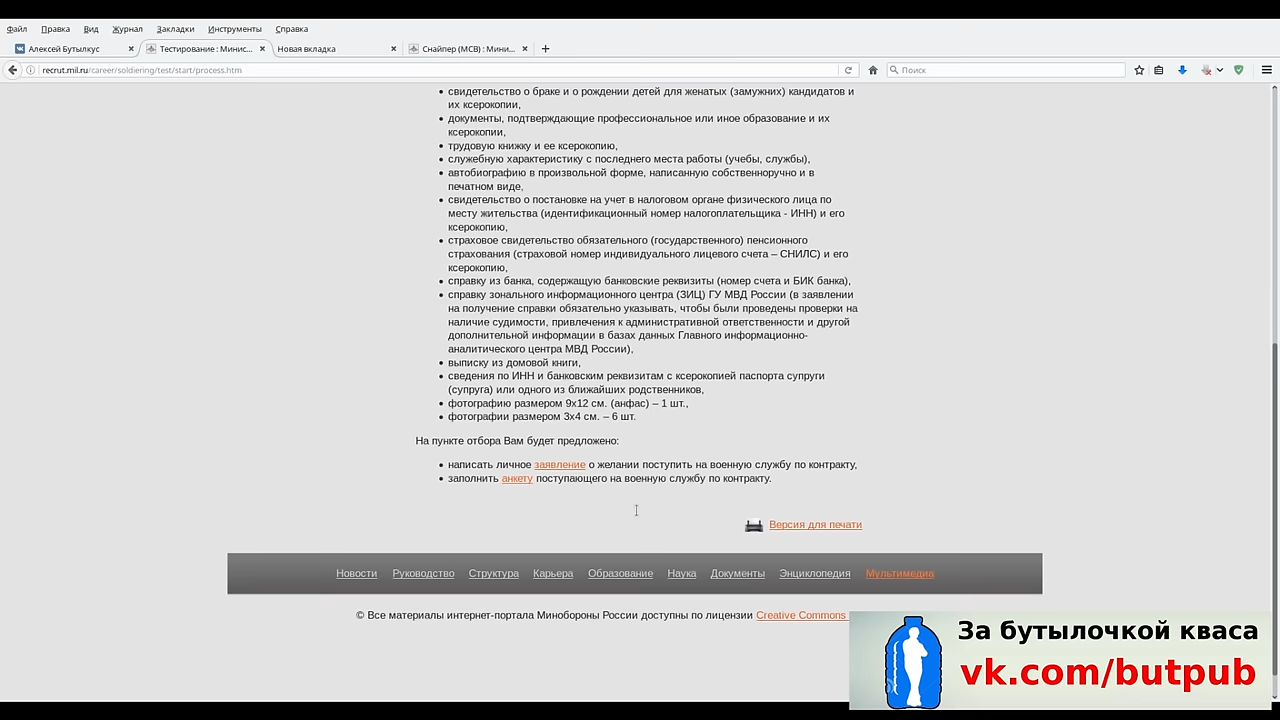 Файл Правка Вид Журнал Закладки Инструменты Справка
Алексей Бутылкус Тестирование : Минис... Новая вкладка Снайпер (МСВ) : Мини...
recrut.mil.ru/career/soldiering/test/start/process.htm Поиск
свидетельство о браке и о рождении детей для женатых (замужних) кандидатов и
их ксерокопии,
документы, подтверждающие профессиональное или иное образование и их
ксерокопии,
трудовую книжку и ее ксерокопию,
служебную характеристику с последнего места работы (учебы, службы),
автобиографию в произвольной форме, написанную собственноручно и в
печатном виде,
свидетельство о постановке на учет в налоговом органе физического лица по
месту жительства (идентификационный номер налогоплательщика - ИНН) и его
ксерокопию,
страховое свидетельство обязательного (государственного) пенсионного
страхования (страховой номер индивидуального лицевого счета – СНИЛС) и его
ксерокопию,
справку из банка, содержащую банковские реквизиты (номер счета и БИК банка),
справку зонального информационного центра (ЗИЦ) ГУ МВД России (в заявлении
на получение справки обязательно указывать, чтобы были проведены проверки на
наличие судимости, привлечения к административной ответственности и другой
дополнительной информации в базах данных Главного информационно-
аналитического центра МВД России),
выписку из домовой книги,
сведения по ИНН и банковским реквизитам с ксерокопией паспорта супруги
(супруга) или одного из ближайших родственников,
фотографию размером 9х12 см. (анфас) – 1 шт.,
фотографии размером 3х4 см. – 6 шт.
На пункте отбора Вам будет предложено:
написать личное заявление о желании поступить на военную службу по контракту,
заполнить анкету поступающего на военную службу по контракту.
Версия для печати
Новости Руководство Структура Карьера Образование Наука Документы Энциклопедия Мультимедиа
© Все материалы интернет-портала Минобороны России доступны по лицензии Creative Commons
За бутылочкой кваса
vk.com/butpub